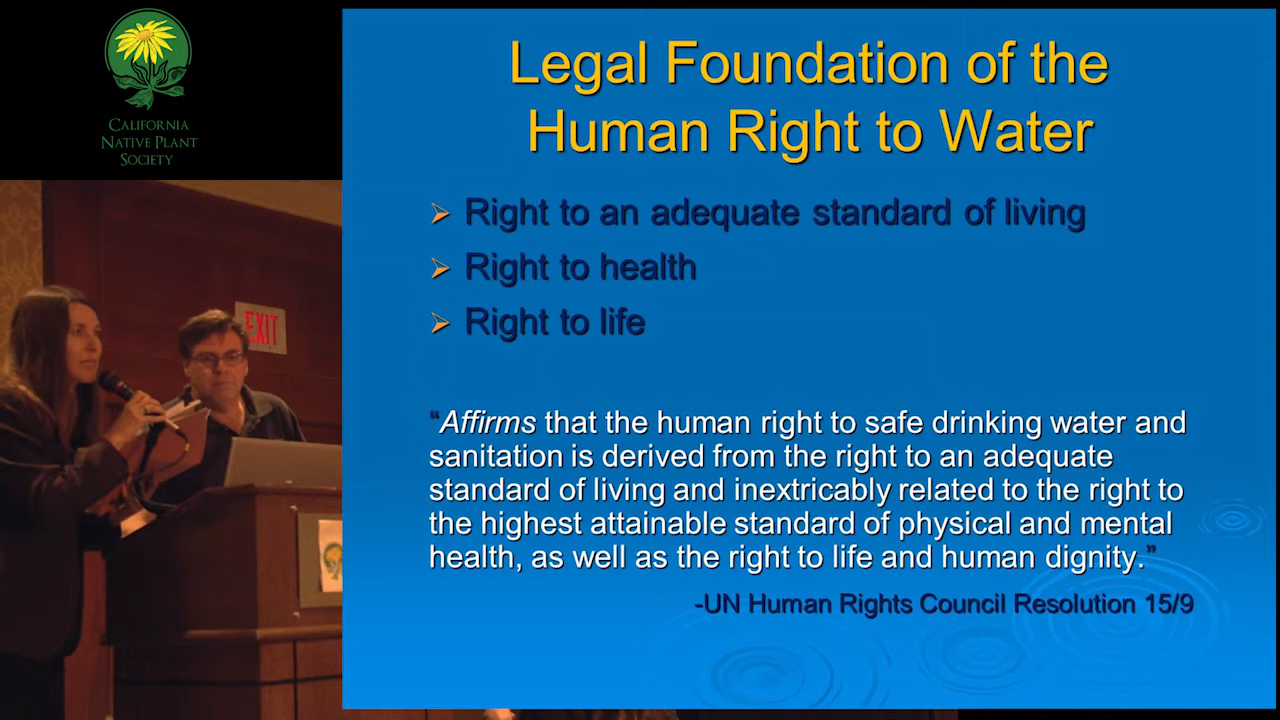 CALIFORNIA
NATIVE PLANT
SOCIETY
Legal Foundation of the
Human Right to Water
Right to an adequate standard of living
Right to health
Right to life
“Affirms that the human right to safe drinking water and
sanitation is derived from the right to an adequate
standard of living and inextricably related to the right to
the highest attainable standard of physical and mental
health, as well as the right to life and human dignity.”
-UN Human Rights Council Resolution 15/9
EXIT